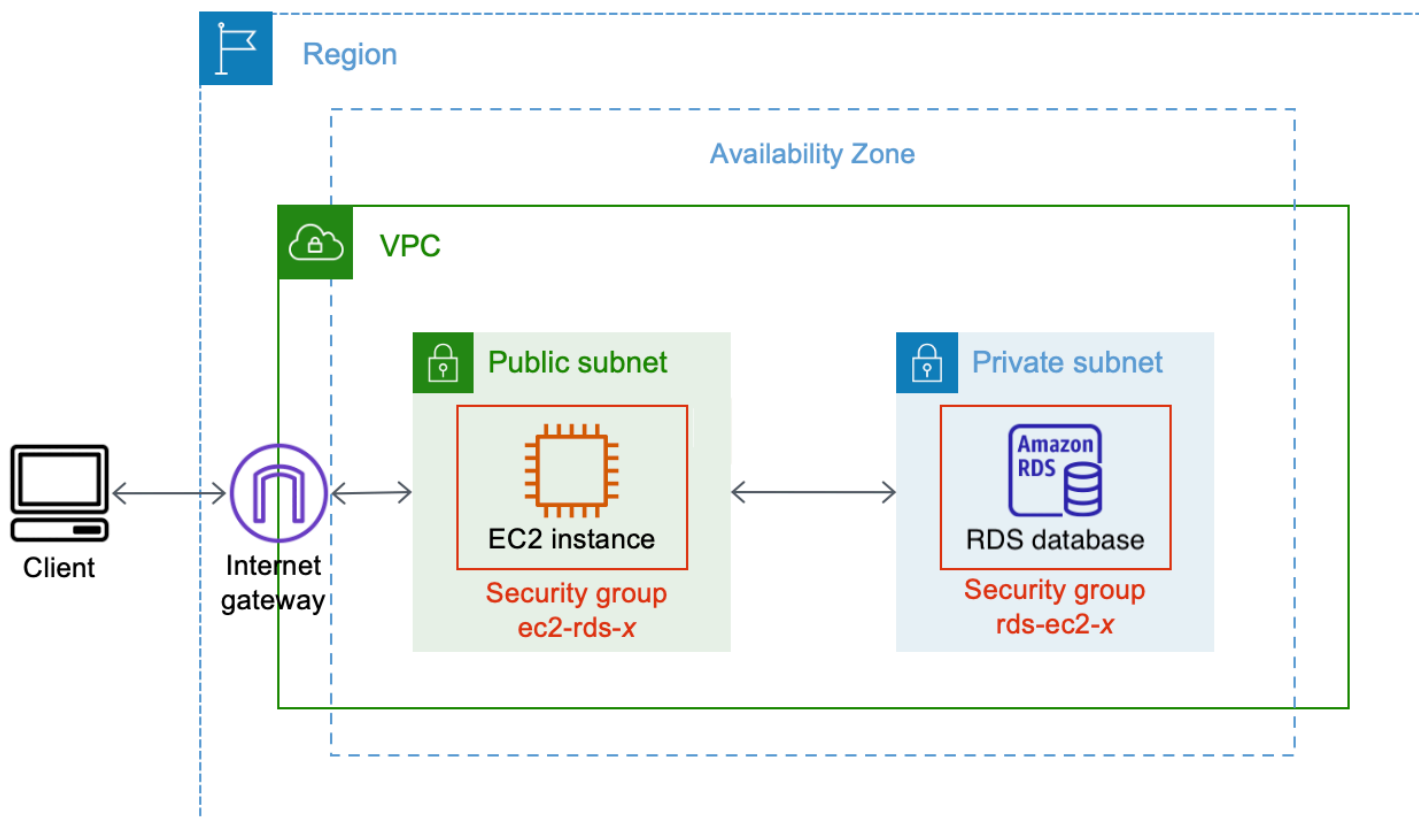 Region
Availability Zone
VPC
Public subnet
Private subnet
Amazon
RDS
EC2 instance
RDS database
Client
Internet
gateway
Security group
ec2-rds-x
Security group
rds-ec2-x